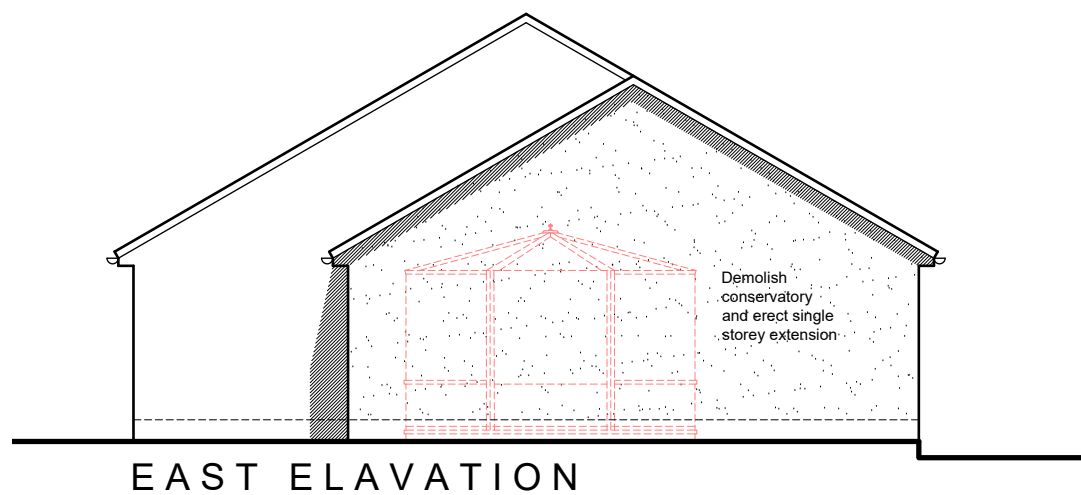 Demolish
conservatory
and erect single
storey extension
EAST ELAVATION